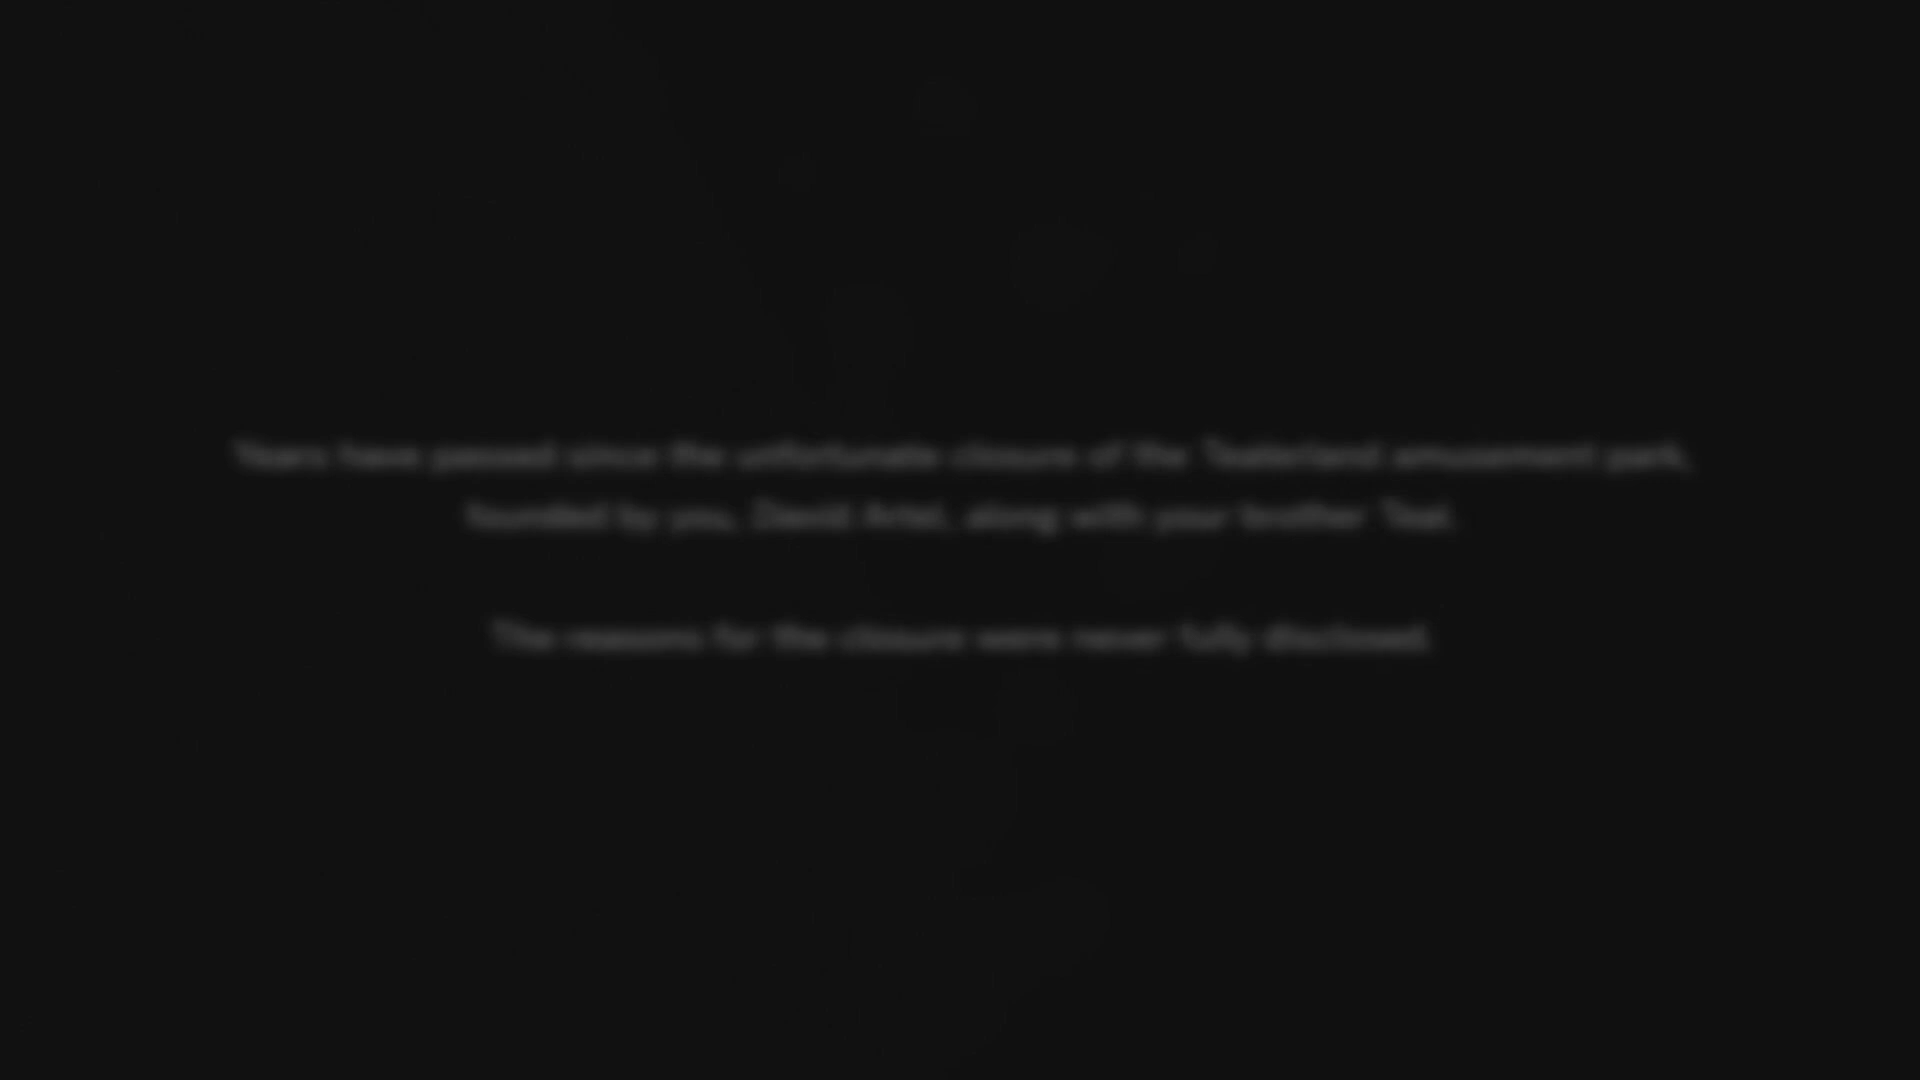 Years have passed since the unfortunate closure of the amusement park,
founded by you, David along with your brother
The reasons for the closure were never fully disclosed.